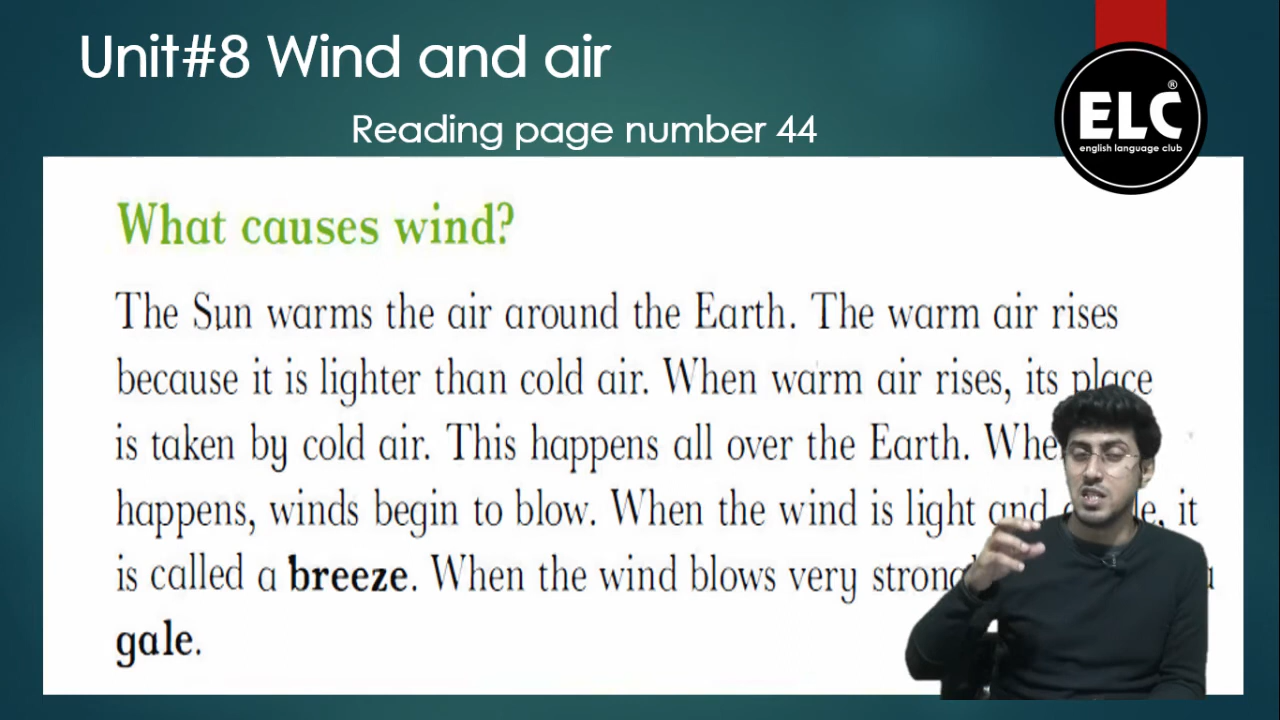 Unit#8 Wind and air
Reading page number 44
ELC®
english language club
What causes wind?
The Sun warms the air around the Earth. The warm air rises
because it is lighter than cold air. When warm air rises, its place
is taken by cold air. This happens all over the Earth.
happens, winds begin to blow. When the wind is light and it
is called a breeze. When the wind blows very
gale.